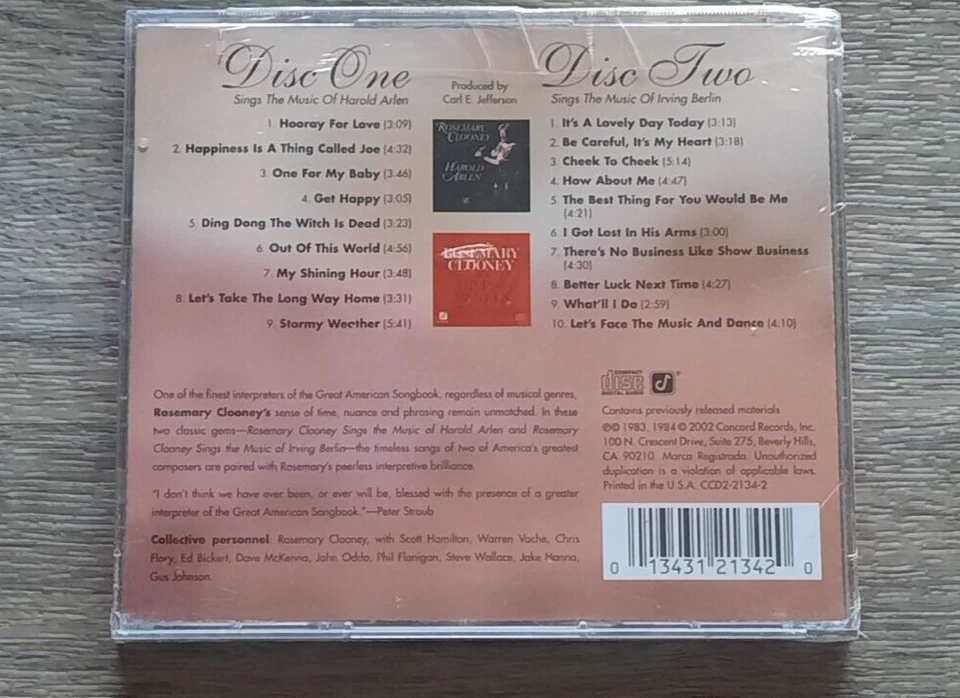 Disc One
Sings The Music Of Harold Arlen
1. Hooray For Love (3:09)
2. Happiness Is A Thing Called Joe (4:32)
3. One For My Baby (3:46)
4. Get Happy (3:05)
5. Ding Dong The Witch Is Dead (3:23)
6. Out Of This World (4:56)
7. My Shining Hour (3:48)
8. Let's Take The Long Way Home (3:31)
9. Stormy Weather (5:41)
Produced by
Carl E. Jefferson
ROSEMARY
CLOONEY
HAROLD
ARLEN
ROSEMARY
CLOONEY
Disc Two
Sings The Music Of Irving Berlin
1. It's A Lovely Day Today (3:13)
2. Be Careful, It's My Heart (3:18)
3. Cheek To Cheek (5:14)
4. How About Me (4:47)
5. The Best Thing For You Would Be Me
(4:21)
6. I Got Lost In His Arms (3:00)
7. There's No Business Like Show Business
(4:30)
8. Better Luck Next Time (4:27)
9. What'll I Do (2:59)
10. Let's Face The Music And Dance (4:10)
One of the finest interpreters of the Great American Songbook, regardless of musical genres,
Rosemary Clooney's sense of time, nuance and phrasing remain unmatched. In these
two classic gems—Rosemary Clooney Sings the Music of Harold Arlen and Rosemary
Clooney Sings the Music of Irving Berlin—the timeless songs of two of America's greatest
composers are paired with Rosemary's peerless interpretive brilliance.
"I don't think we have ever been, or ever will be, blessed with the presence of a greater
interpreter of the Great American Songbook."—Peter Straub
Collective personnel: Rosemary Clooney, with Scott Hamilton, Warren Vaché, Chris
Flory, Ed Bickert, Dave McKenna, John Oddo, Phil Flanigan, Steve Wallace, Jake Hanna,
Gus Johnson.
COMPACT
disc
DIGITAL AUDIO
Contains previously released materials
℗© 1983, 1984 © 2002 Concord Records, Inc.
100 N. Crescent Drive, Suite 275, Beverly Hills,
CA 90210 Marca Registrada. Unauthorized
duplication is a violation of applicable laws.
Printed in the U.S.A. CCD2-2134-2
0 13431 21342 0